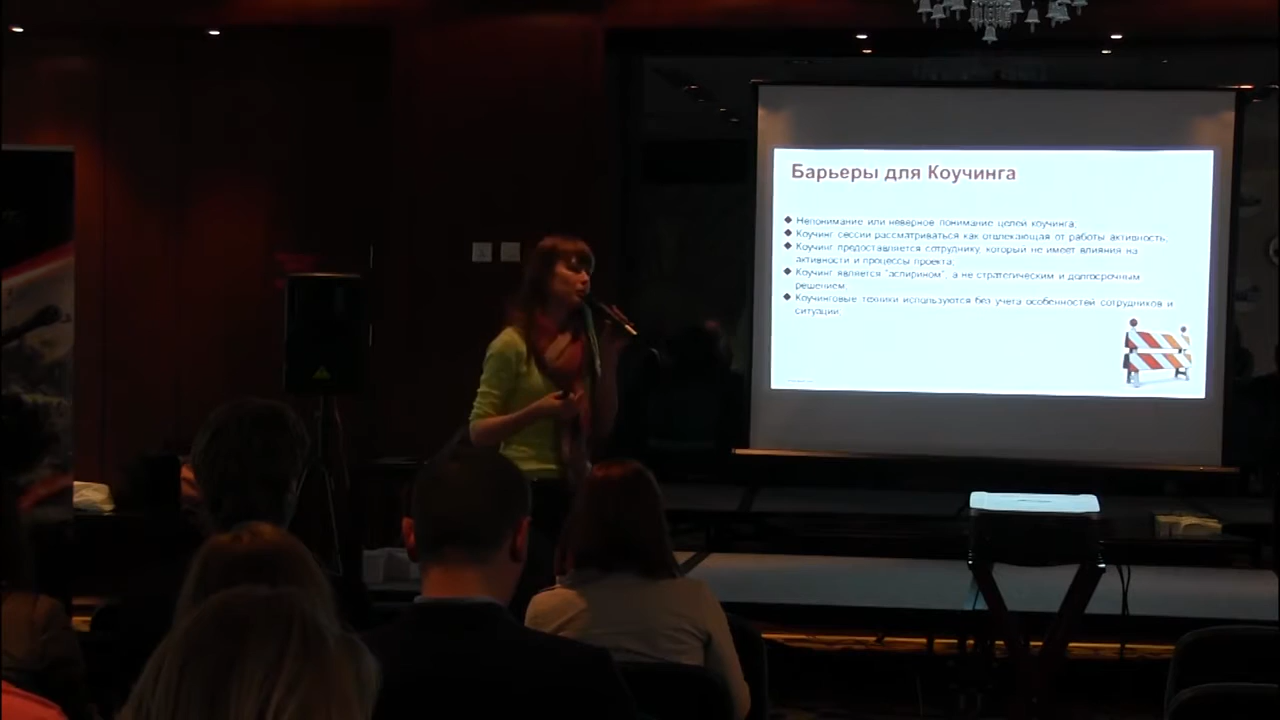 Барьеры для Коучинга
Непонимание или неверное понимание целей коучинга.
Коучинг сессии рассматриваться как отвлекающая от работы активность.
Коучинг предоставляется сотруднику, который не имеет влияния на
активности и процессы проекта.
Коучинг является "аспирином", а не стратегическим и долгосрочным
решением.
Коучинговые техники используются без учета особенностей сотрудников и
ситуации.